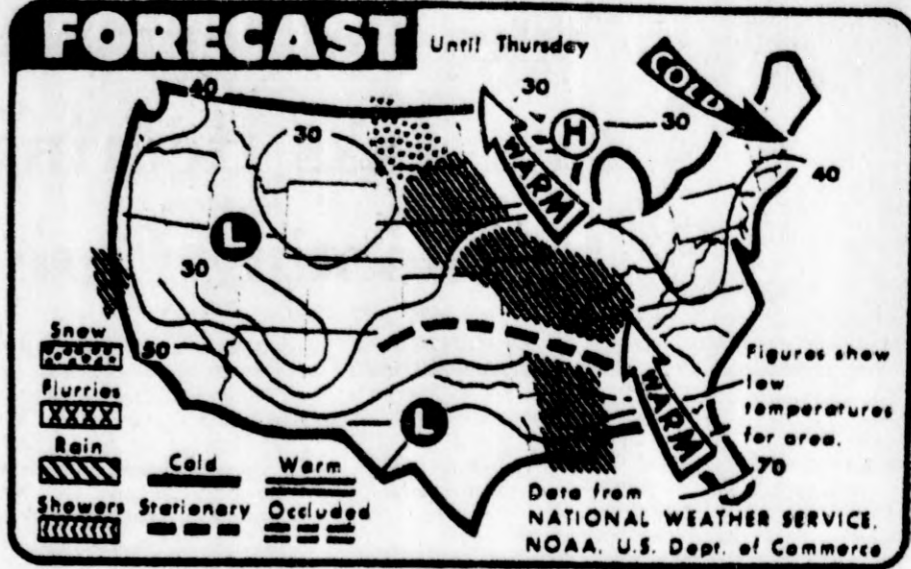 FORECAST Until Thursday
COLD
40
30
30
H
30
WARM
40
L
30
50
Snow
Flurries
Rain
Showers
Cold
Warm
Stationary
Occluded
L
WARM
Figures show
low
temperatures
for area.
70
Data from
NATIONAL WEATHER SERVICE,
NOAA, U.S. Dept. of Commerce